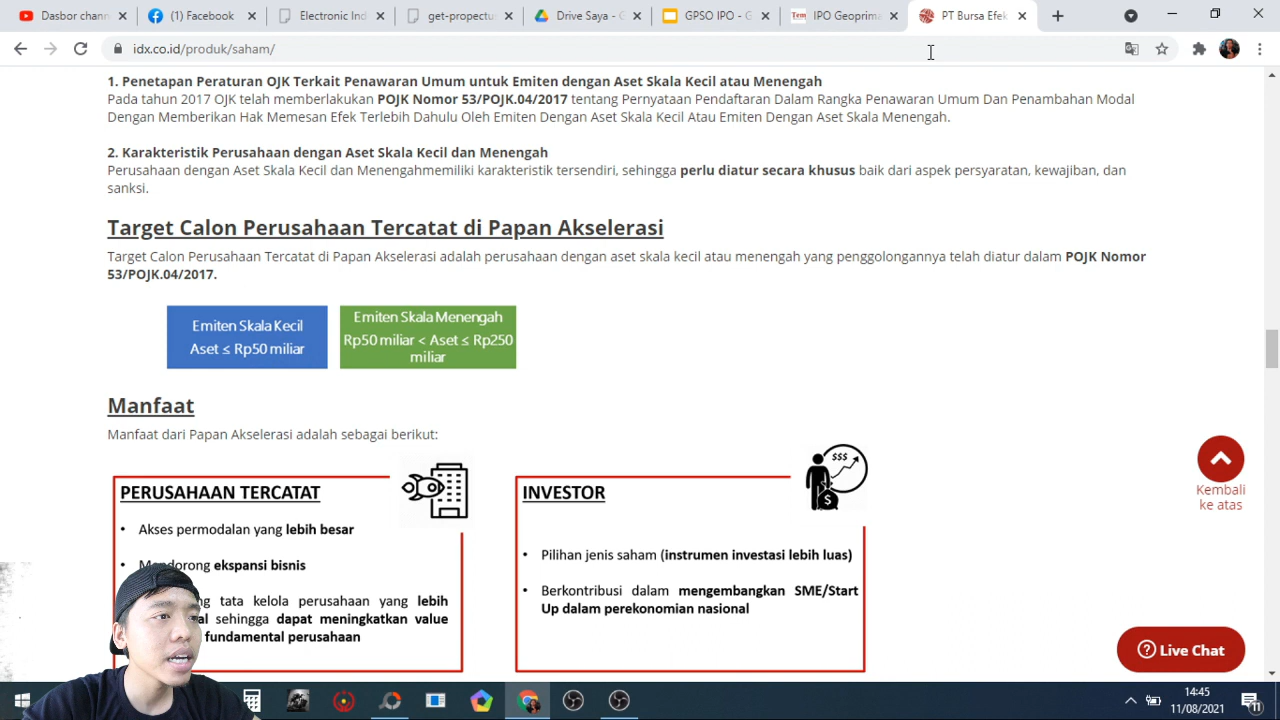 Dasbor chann
(1) Facebook
Electronic Ind
get-propectus
Drive Saya - G
GPSO IPO - G
Tem
IPO Geoprima
PT Bursa Efek
idx.co.id/produk/saham/
1. Penetapan Peraturan OJK Terkait Penawaran Umum untuk Emiten dengan Aset Skala Kecil atau Menengah
Pada tahun 2017 OJK telah memberlakukan POJK Nomor 53/POJK.04/2017 tentang Pernyataan Pendaftaran Dalam Rangka Penawaran Umum Dan Penambahan Modal
Dengan Memberikan Hak Memesan Efek Terlebih Dahulu Oleh Emiten Dengan Aset Skala Kecil Atau Emiten Dengan Aset Skala Menengah.
2. Karakteristik Perusahaan dengan Aset Skala Kecil dan Menengah
Perusahaan dengan Aset Skala Kecil dan Menengahmemiliki karakteristik tersendiri, sehingga perlu diatur secara khusus baik dari aspek persyaratan, kewajiban, dan
sanksi.
Target Calon Perusahaan Tercatat di Papan Akselerasi
Target Calon Perusahaan Tercatat di Papan Akselerasi adalah perusahaan dengan aset skala kecil atau menengah yang penggolongannya telah diatur dalam POJK Nomor
53/POJK.04/2017.
Emiten Skala Kecil
Aset ≤ Rp50 miliar
Emiten Skala Menengah
Rp50 miliar < Aset ≤ Rp250
miliar
Manfaat
Manfaat dari Papan Akselerasi adalah sebagai berikut:
PERUSAHAAN TERCATAT
• Akses permodalan yang lebih besar
• ekspansi bisnis
tata kelola perusahaan yang lebih
sehingga dapat meningkatkan value
fundamental perusahaan
$$$
$
INVESTOR
• Pilihan jenis saham (instrumen investasi lebih luas)
• Berkontribusi dalam mengembangkan SME/Start
Up dalam perekonomian nasional
Kembali
ke atas
? Live Chat
14:45
11/08/2021
11